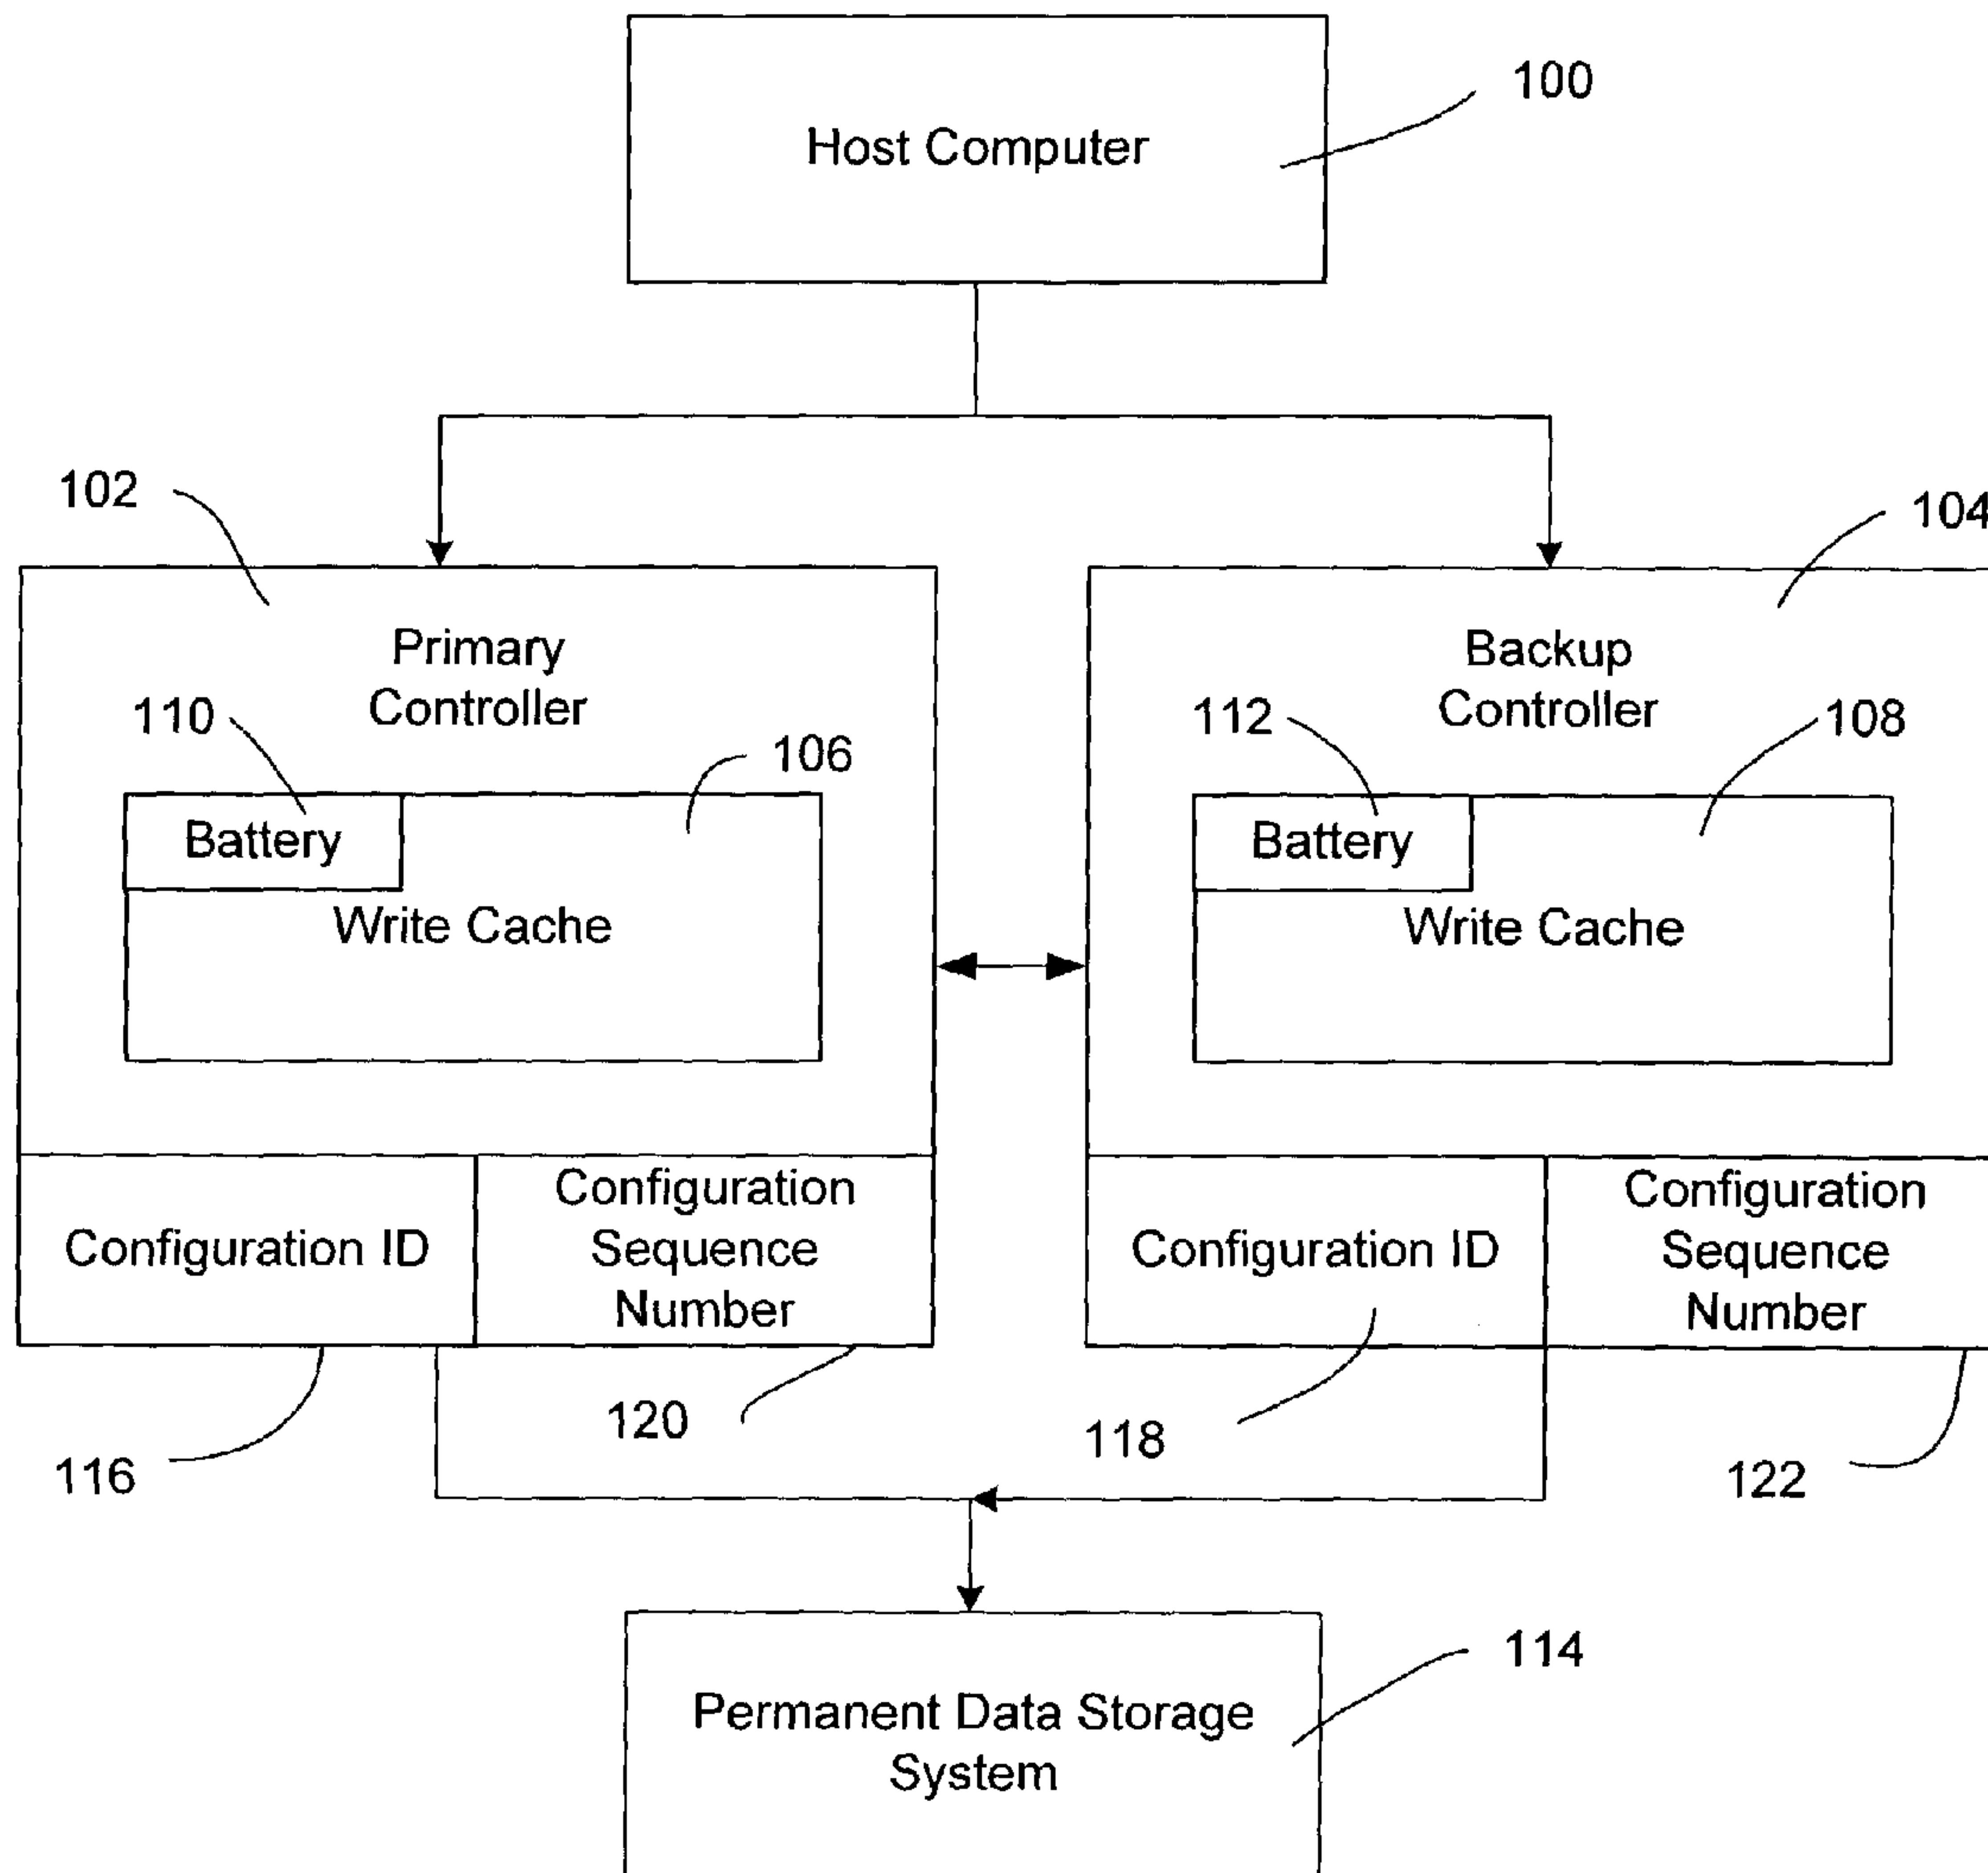 100
Host Computer
102
104
Primary
Controller
Backup
Controller
110
106
112
108
Battery
Write Cache
Battery
Write Cache
Configuration ID
Configuration
Sequence
Number
Configuration ID
Configuration
Sequence
Number
116
120
118
122
114
Permanent Data Storage
System